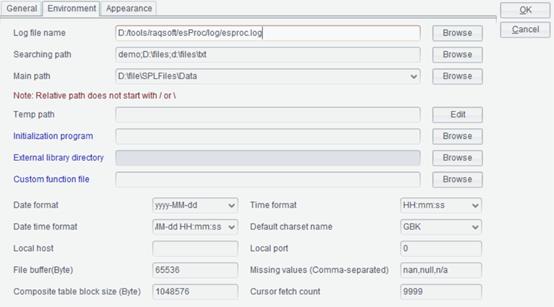 General Environment Appearance OK
Cancel
Log file name D:/tools/raqsoft/esProc/log/esproc.log Browse
Searching path demo;D:\files;d:\files\txt Browse
Main path D:\file\SPLFiles\Data Browse
Note: Relative path does not start with / or \
Temp path Edit
Initialization program Browse
External library directory Browse
Custom function file Browse
Date format yyyy-MM-dd Time format HH:mm:ss
Date time format MM-dd HH:mm:ss Default charset name GBK
Local host Local port 0
File buffer(Byte) 65536 Missing values (Comma-separated) nan,null,n/a
Composite table block size (Byte) 1048576 Cursor fetch count 9999